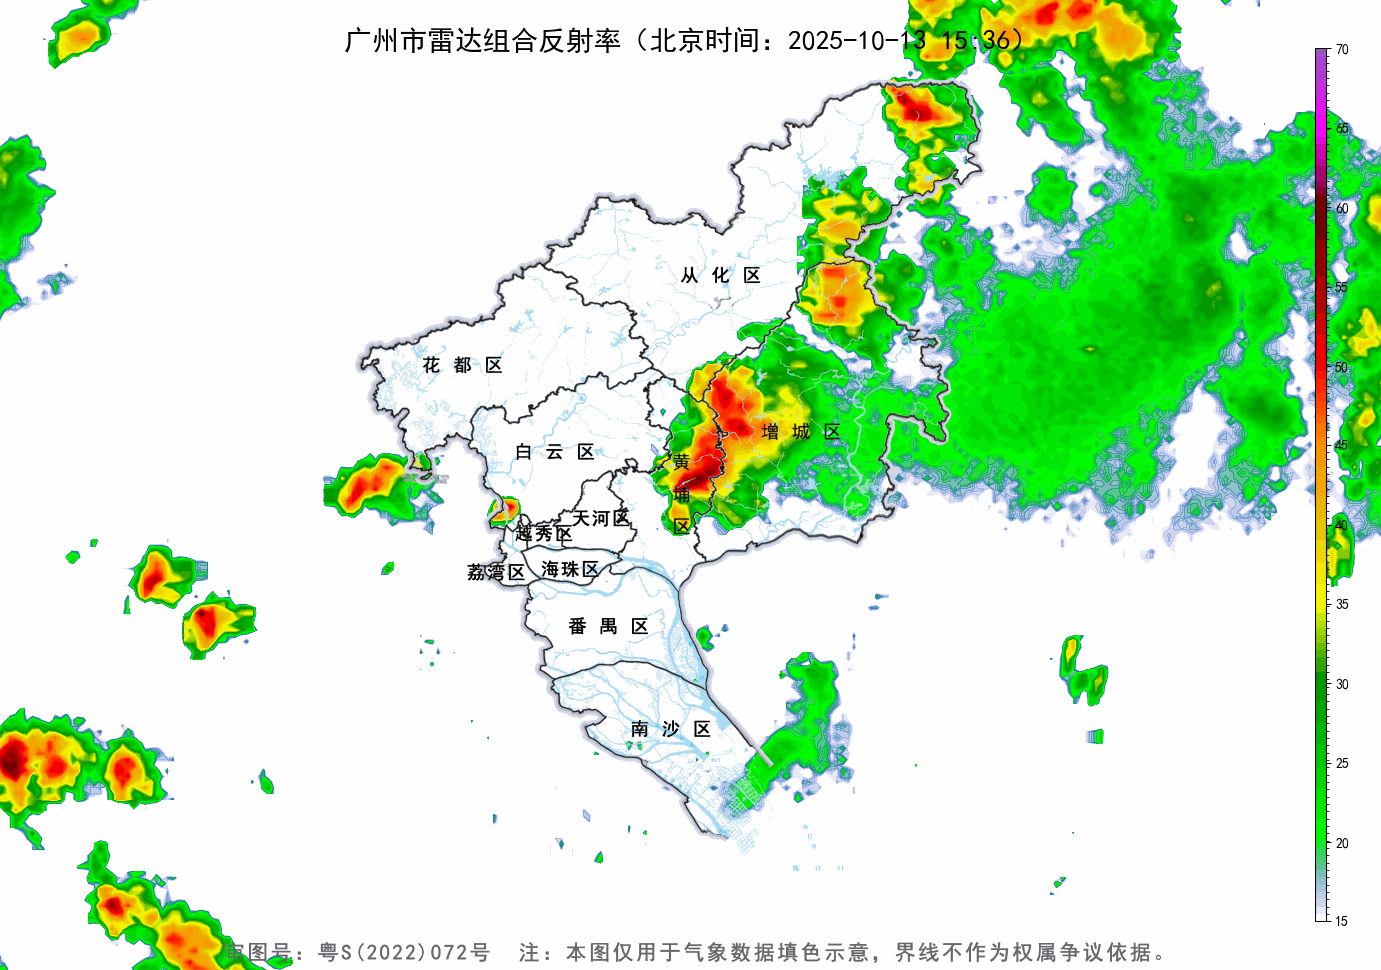 广州市雷达组合反射率（北京时间：2025-10-13 15:36）
70
65
60
55
50
45
40
35
30
25
20
15
从化区
花都区
增城区
白云区
黄埔区
天河区
越秀区
荔湾区
海珠区
番禺区
南沙区
审图号：粤S(2022)072号 注：本图仅用于气象数据填色示意，界线不作为权属争议依据。